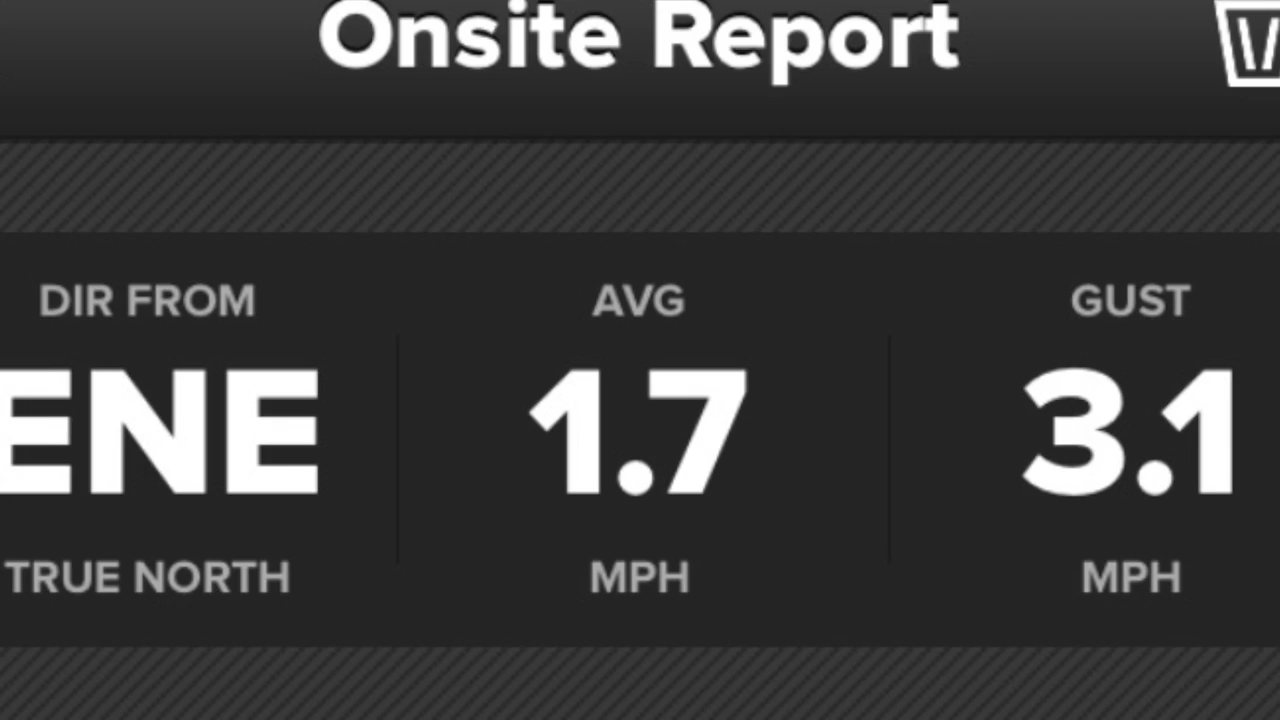 Onsite Report
DIR FROM AVG GUST
ENE 1.7 3.1
TRUE NORTH MPH MPH